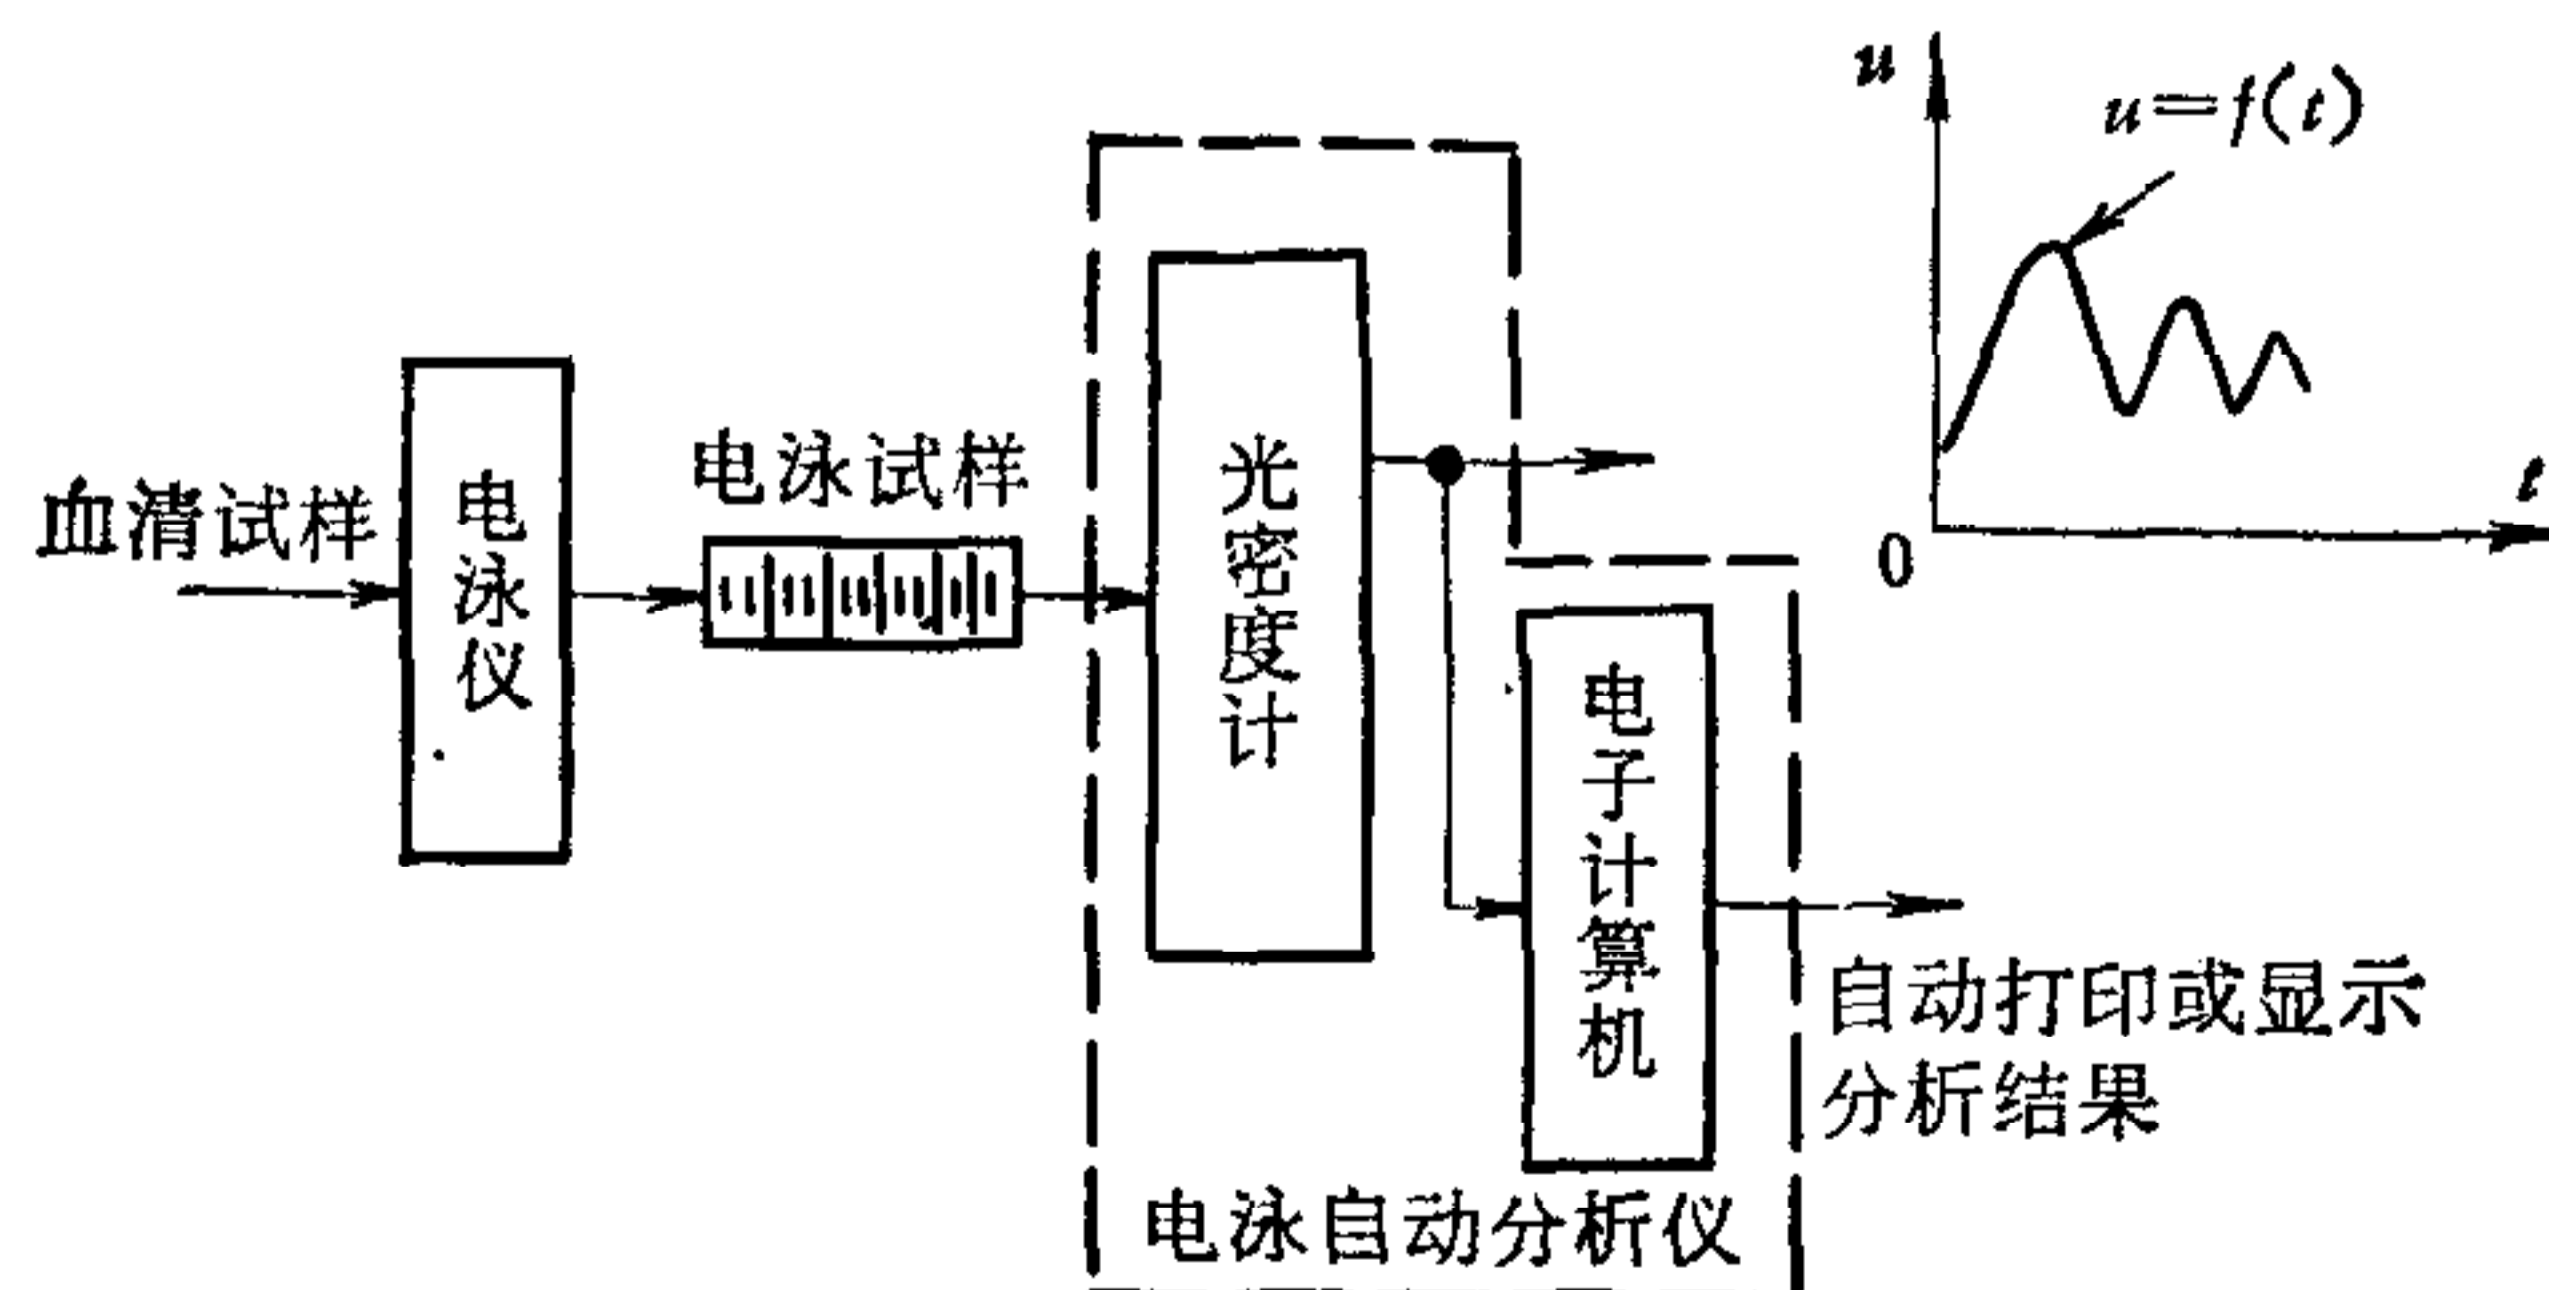 血清试样
电泳仪
电泳试样
光密度计
电子计算机
自动打印或显示
分析结果
电泳自动分析仪
u
u=f(t)
0
t